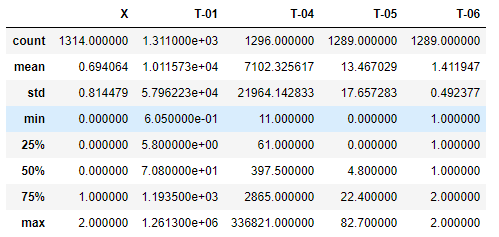 X T-01 T-04 T-05 T-06
count 1314.000000 1.311000e+03 1296.000000 1289.000000 1289.000000
mean 0.694064 1.011573e+04 7102.325617 13.467029 1.411947
std 0.814479 5.796223e+04 21964.142833 17.657283 0.492377
min 0.000000 6.050000e-01 11.000000 0.000000 1.000000
25% 0.000000 5.800000e+00 61.000000 0.000000 1.000000
50% 0.000000 7.080000e+01 397.500000 4.800000 1.000000
75% 1.000000 1.193500e+03 2865.000000 22.400000 2.000000
max 2.000000 1.261300e+06 336821.000000 82.700000 2.000000